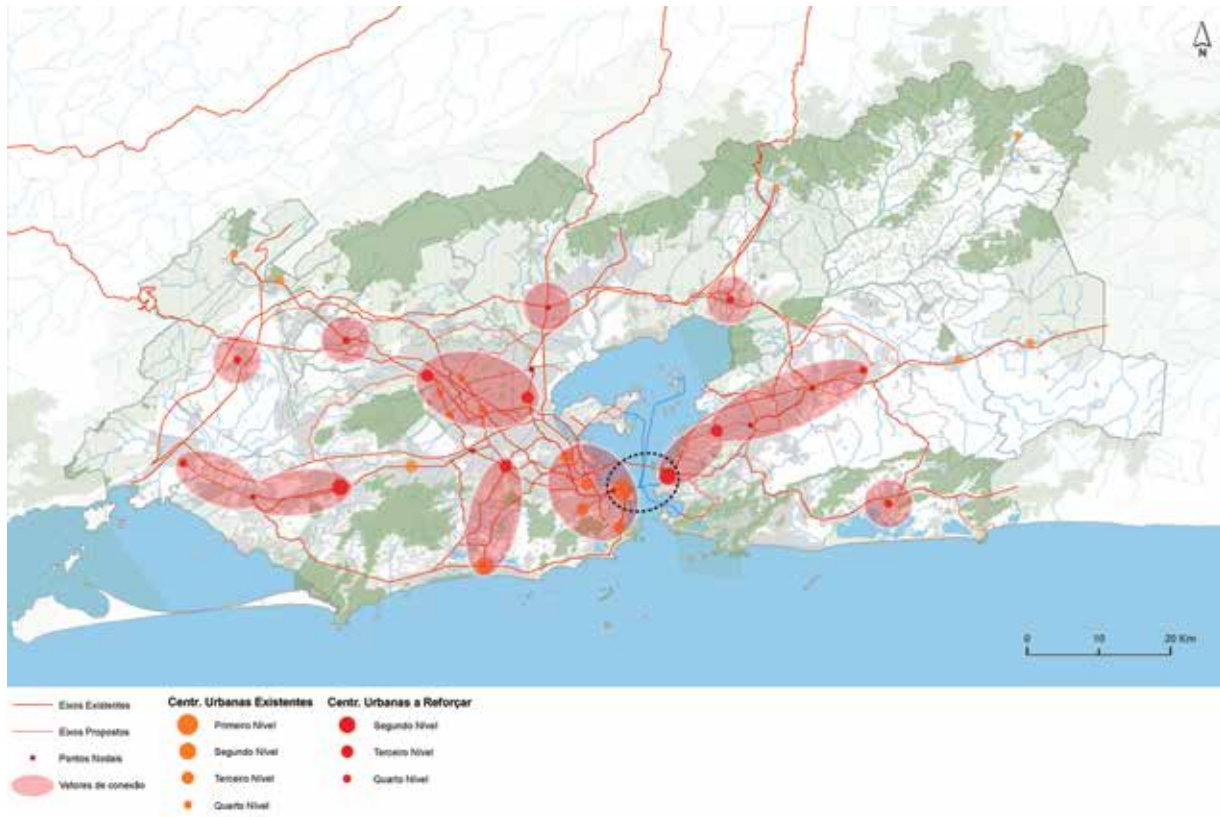 N
0 10 20 Km
Eixos Existentes
Eixos Propostos
Pontos Nodais
Vetores de conexão
Centr. Urbanas Existentes
Primeiro Nível
Segundo Nível
Terceiro Nível
Quarto Nível
Centr. Urbanas a Reforçar
Segundo Nível
Terceiro Nível
Quarto Nível